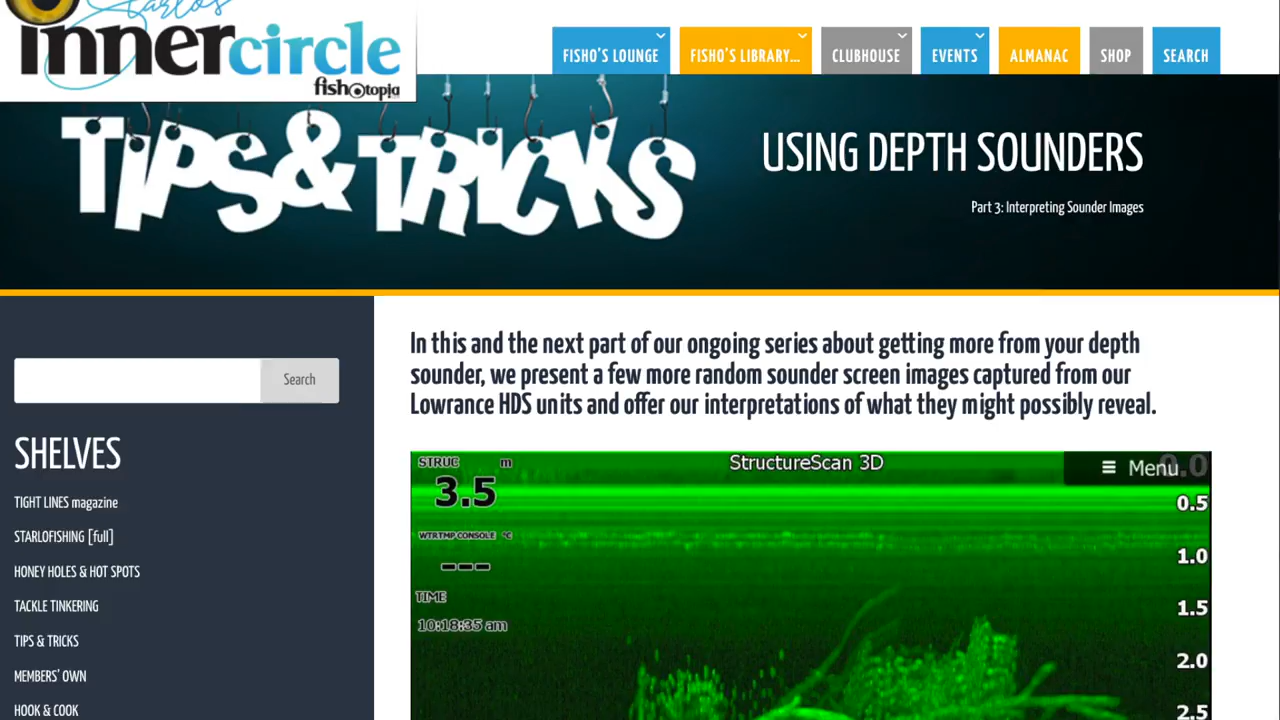 Starlo's
innercircle
fishotopia
FISHO'S LOUNGE
FISHO'S LIBRARY...
CLUBHOUSE
EVENTS
ALMANAC
SHOP
SEARCH
TIPS & TRICKS
USING DEPTH SOUNDERS
Part 3: Interpreting Sounder Images
Search
SHELVES
TIGHT LINES magazine
STARLOFISHING [full]
HONEY HOLES & HOT SPOTS
TACKLE TINKERING
TIPS & TRICKS
MEMBERS' OWN
HOOK & COOK
In this and the next part of our ongoing series about getting more from your depth
sounder, we present a few more random sounder screen images captured from our
Lowrance HDS units and offer our interpretations of what they might possibly reveal.
STRUC m
3.5
WTRTMP CONSOLE °C
---
TIME
10:18:35 am
StructureScan 3D
Menu
0.0
0.5
1.0
1.5
2.0
2.5